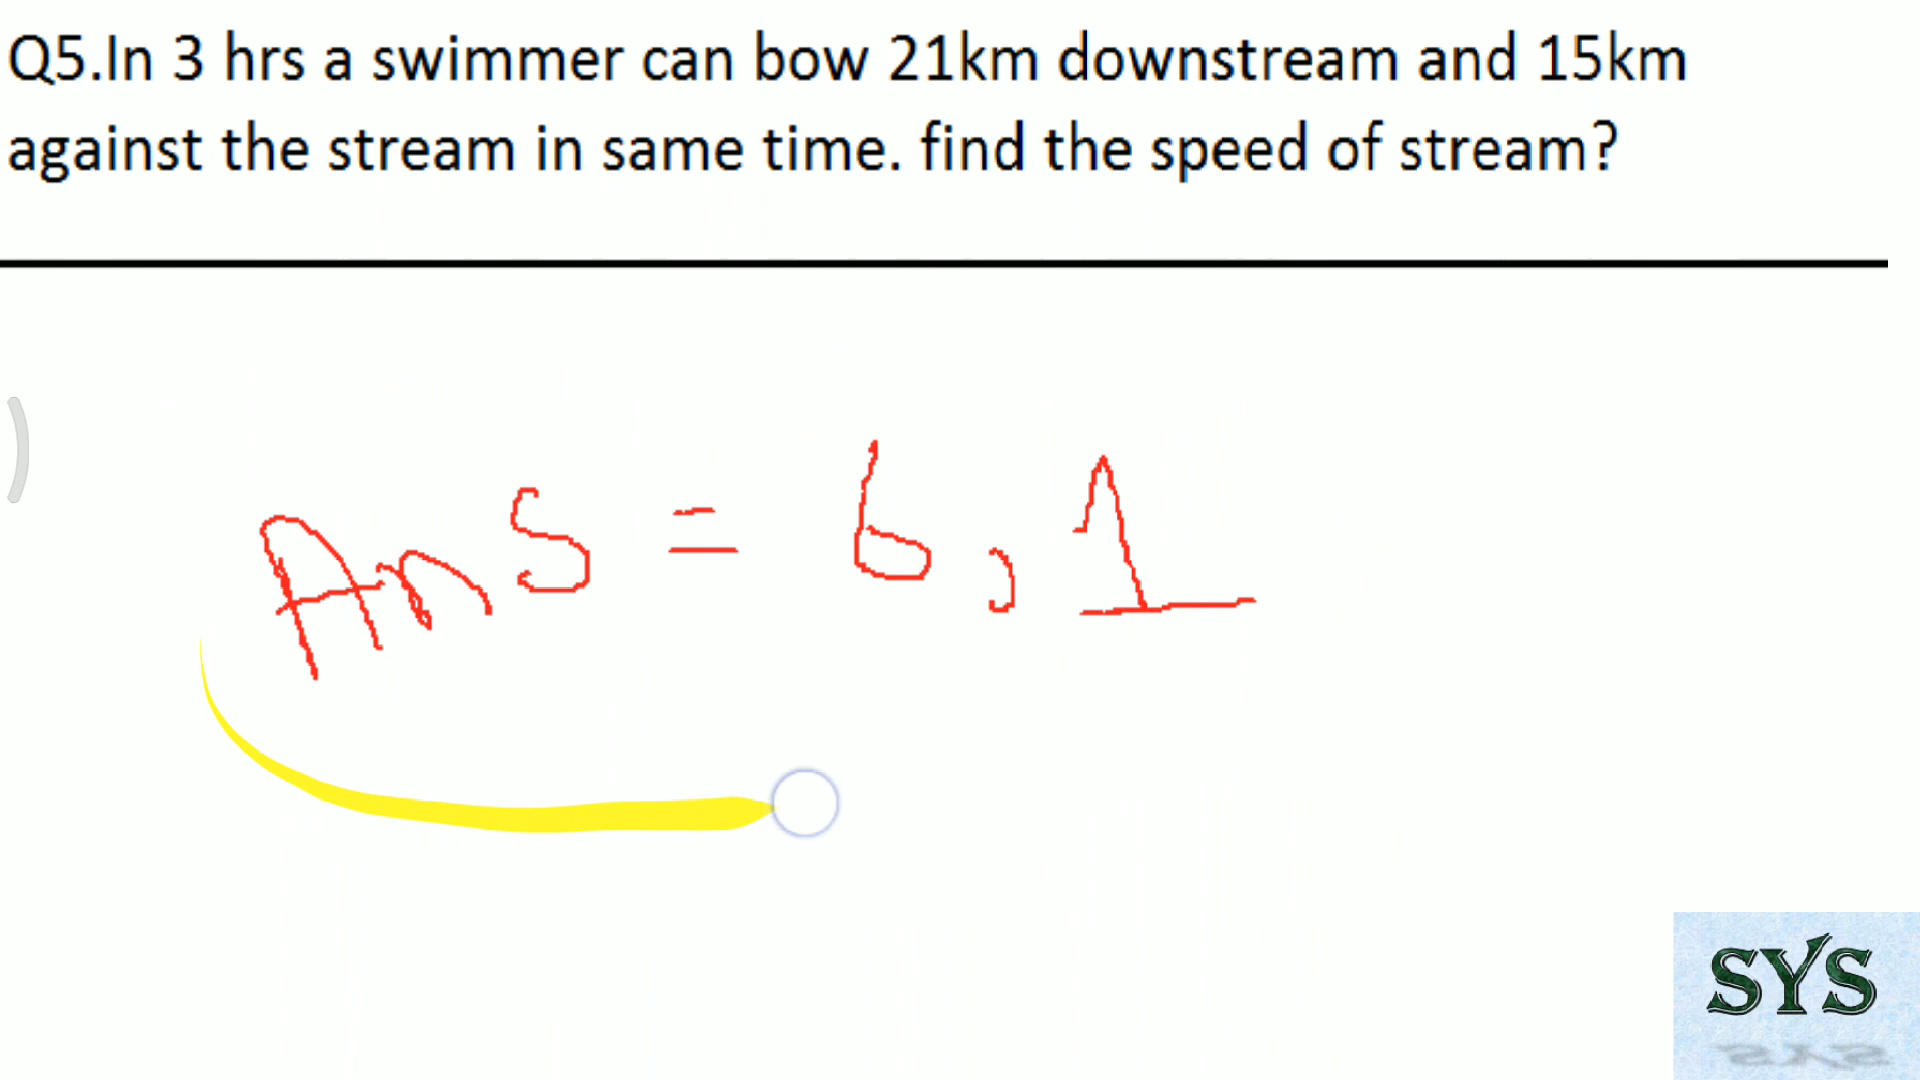 Q5.In 3 hrs a swimmer can bow 21km downstream and 15km
against the stream in same time. find the speed of stream?
Ans = 6,1
SYS